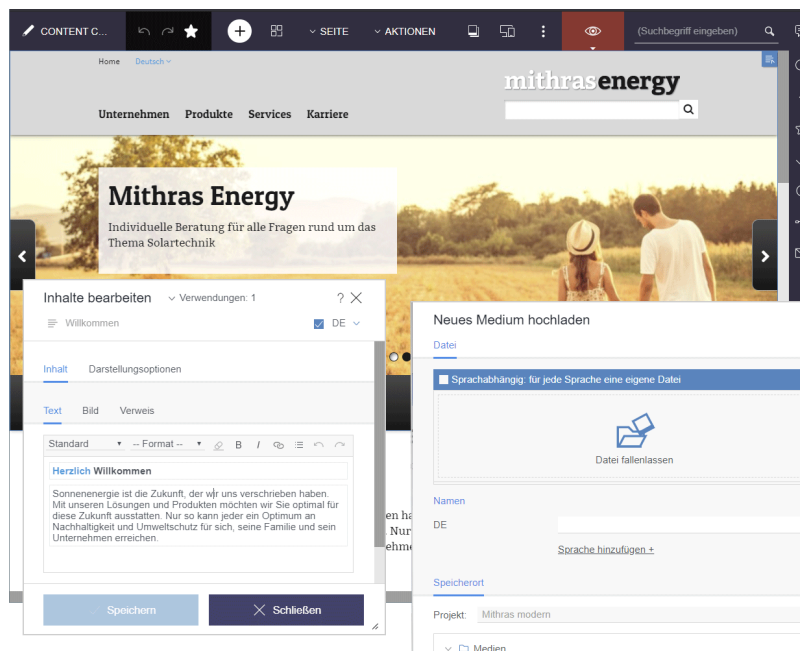 CONTENT C...
SEITE
AKTIONEN
(Suchbegriff eingeben)
Home Deutsch
mithrasenergy
Unternehmen Produkte Services Karriere
Mithras Energy
Individuelle Beratung für alle Fragen rund um das
Thema Solartechnik
Inhalte bearbeiten Verwendungen: 1 ?
Willkommen DE
Inhalt Darstellungsoptionen
Text Bild Verweis
Standard -- Format -- B I
Herzlich Willkommen
Sonnenenergie ist die Zukunft, der wir uns verschrieben haben.
Mit unseren Lösungen und Produkten möchten wir Sie optimal für
diese Zukunft ausstatten. Nur so kann jeder ein Optimum an
Nachhaltigkeit und Umweltschutz für sich, seine Familie und sein
Unternehmen erreichen.
Speichern Schließen
Neues Medium hochladen
Datei
Sprachabhängig: für jede Sprache eine eigene Datei
Datei fallenlassen
Namen
DE
Sprache hinzufügen +
Speicherort
Projekt: Mithras modern
Medien